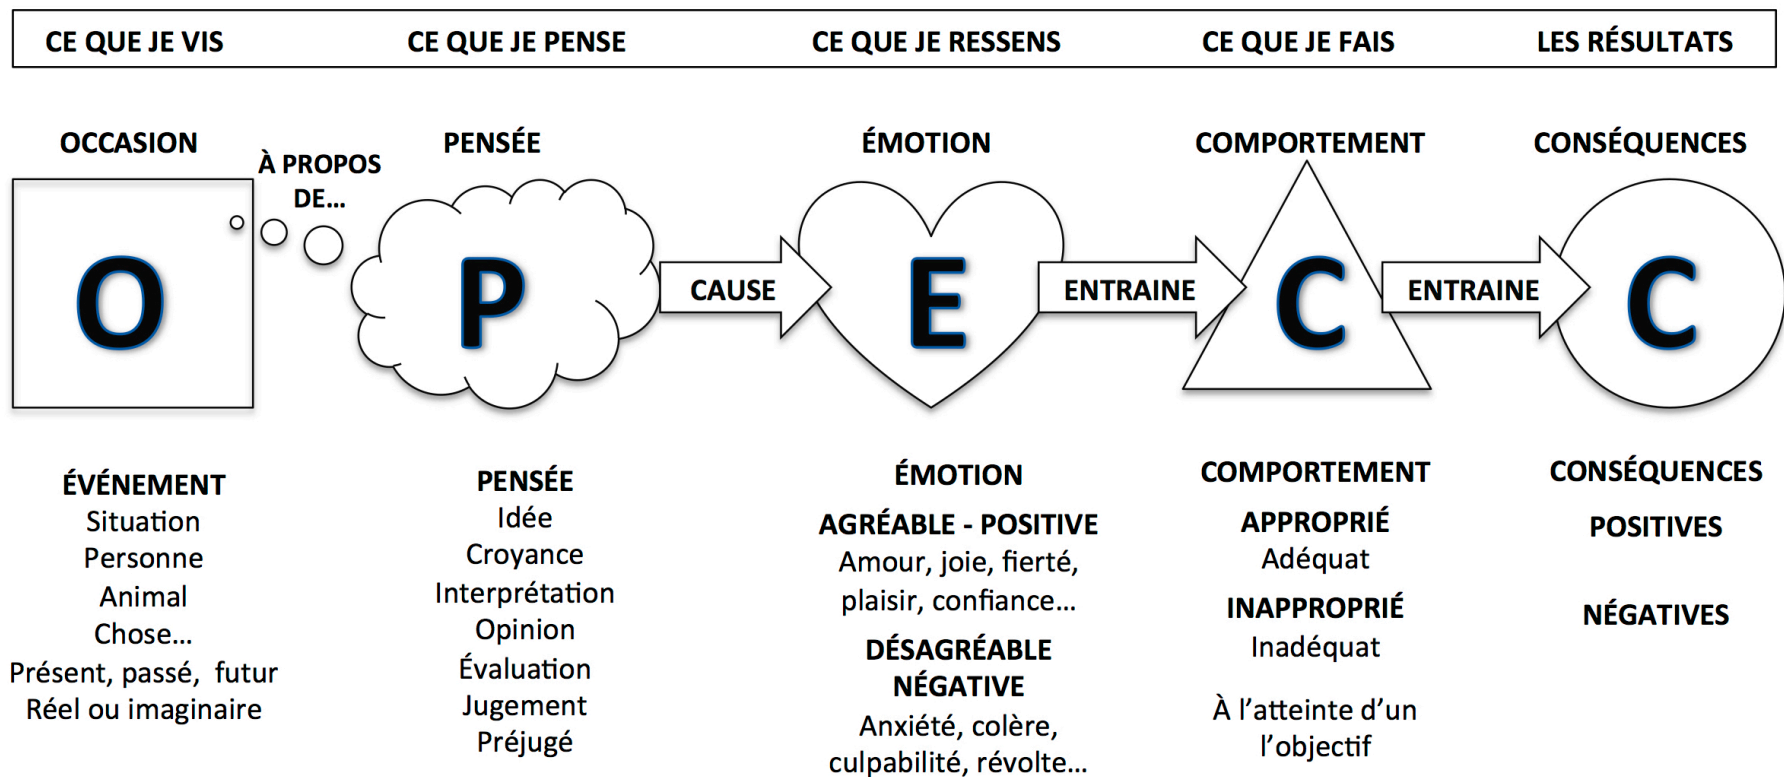 CE QUE JE VIS CE QUE JE PENSE CE QUE JE RESSENS CE QUE JE FAIS LES RÉSULTATS
OCCASION
À PROPOS
DE...
PENSÉE
ÉMOTION
COMPORTEMENT
CONSÉQUENCES
O
P
CAUSE
E
ENTRAINE
C
ENTRAINE
C
ÉVÉNEMENT
Situation
Personne
Animal
Chose...
Présent, passé, futur
Réel ou imaginaire
PENSÉE
Idée
Croyance
Interprétation
Opinion
Évaluation
Jugement
Préjugé
ÉMOTION
AGRÉABLE - POSITIVE
Amour, joie, fierté,
plaisir, confiance...
DÉSAGRÉABLE
NÉGATIVE
Anxiété, colère,
culpabilité, révolte...
COMPORTEMENT
APPROPRIÉ
Adéquat
INAPPROPRIÉ
Inadéquat
À l'atteinte d'un
l'objectif
CONSÉQUENCES
POSITIVES
NÉGATIVES